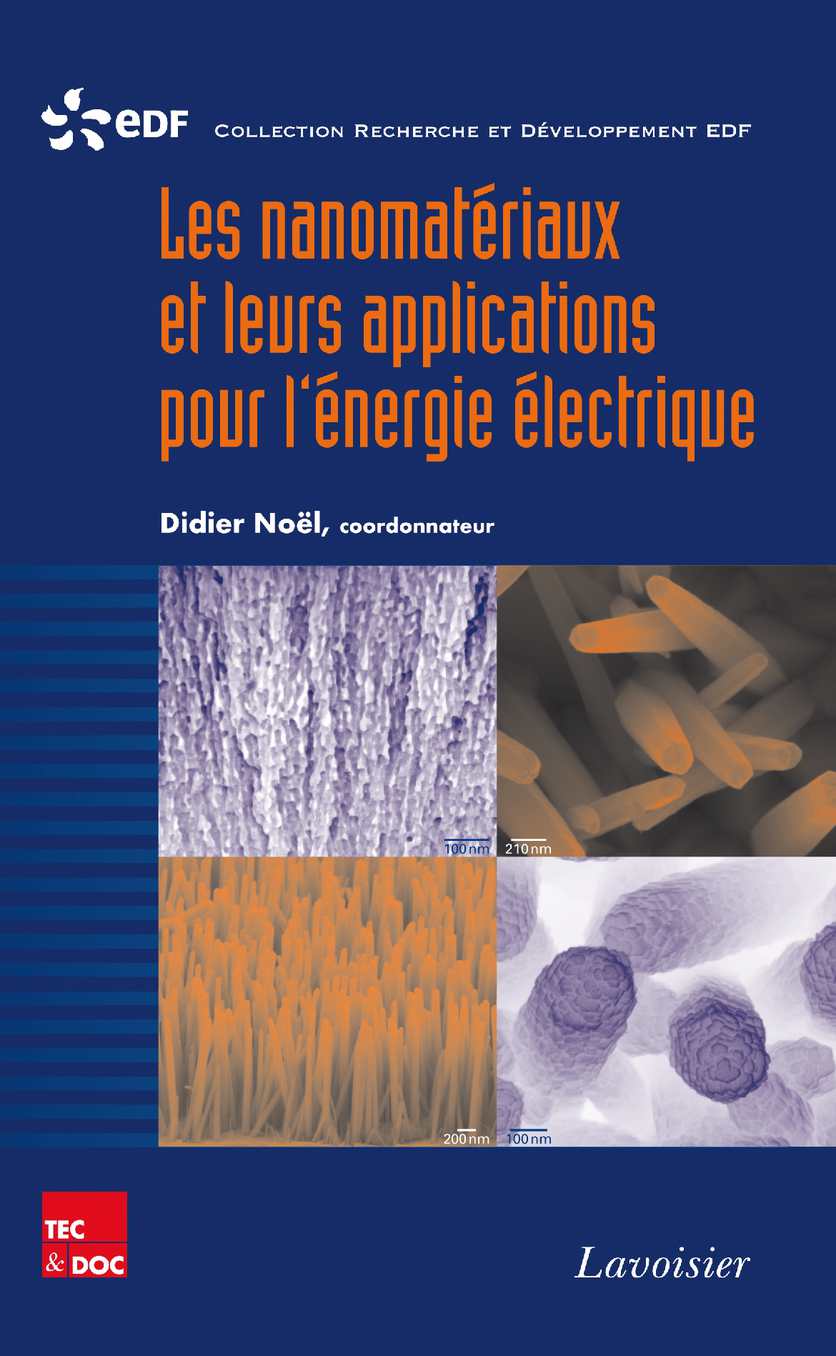 eDF
Collection Recherche et Développement EDF
Les nanomatériaux
et leurs applications
pour l'énergie électrique
Didier Noël, coordonnateur
100 nm
210 nm
200 nm
100 nm
TEC
& DOC
Lavoisier